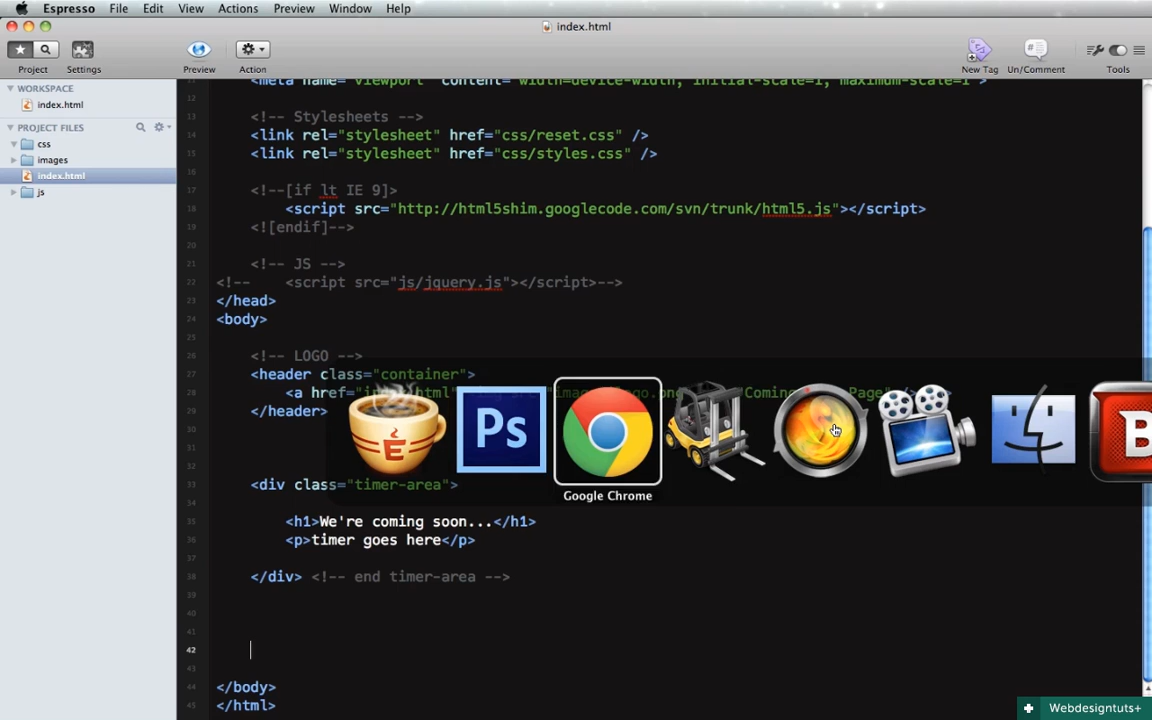 Espresso File Edit View Actions Preview Window Help
index.html
Project Settings Preview Action New Tag Un/Comment Tools
WORKSPACE
index.html
PROJECT FILES
css
images
index.html
js
12
13 <!-- Stylesheets -->
14 <link rel="stylesheet" href="css/reset.css" />
15 <link rel="stylesheet" href="css/styles.css" />
16
17 <!--[if lt IE 9]>
18 <script src="http://html5shim.googlecode.com/svn/trunk/html5.js"></script>
19 <![endif]-->
20
21 <!-- JS -->
22 <!-- <script src="js/jquery.js"></script>-->
23 </head>
24 <body>
25
26 <!-- LOGO -->
27 <header class="container">
28 <a href="
29 </header>
32
33 <div class="timer-area">
35 <h1>We're coming soon...</h1>
36 <p>timer goes here</p>
37
38 </div> <!-- end timer-area -->
39
40
41
42
43
44 </body>
45 </html>
E
Ps
B
Google Chrome
Webdesigntuts+